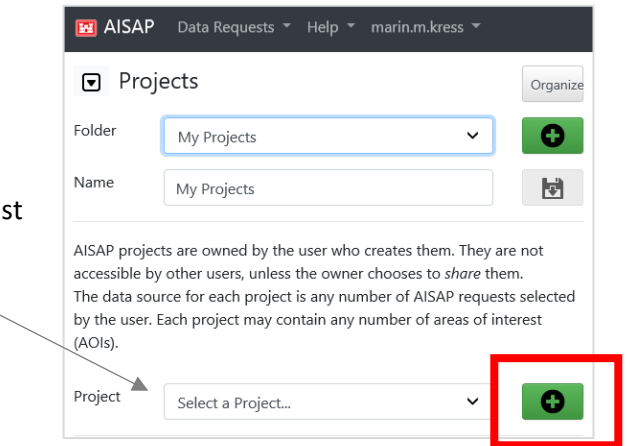 AISAP Data Requests Help marin.m.kress
Projects
Organize
Folder My Projects
Name My Projects
st
AISAP projects are owned by the user who creates them. They are not
accessible by other users, unless the owner chooses to share them.
The data source for each project is any number of AISAP requests selected
by the user. Each project may contain any number of areas of interest
(AOIs).
Project Select a Project...